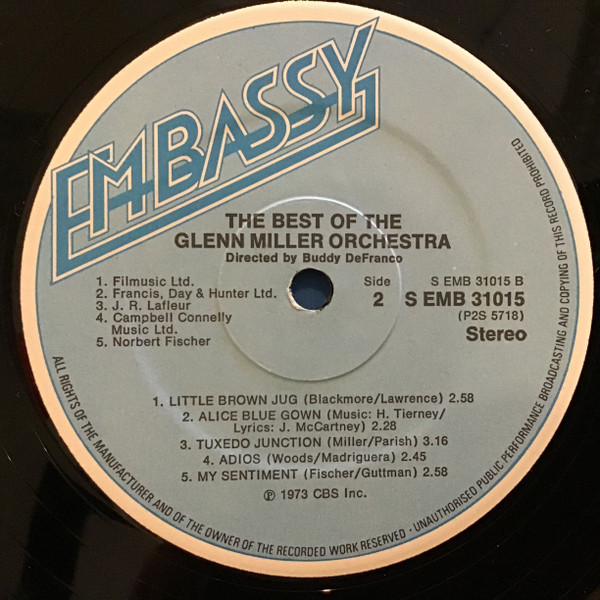 EMBASSY
THE BEST OF THE
GLENN MILLER ORCHESTRA
Directed by Buddy DeFranco
1. Filmusic Ltd.
2. Francis, Day & Hunter Ltd.
3. J. R. Lafleur
4. Campbell Connelly
Music Ltd.
5. Norbert Fischer
Side
2
S EMB 31015 B
S EMB 31015
(P2S 5718)
Stereo
1. LITTLE BROWN JUG (Blackmore/Lawrence) 2.58
2. ALICE BLUE GOWN (Music: H. Tierney/
Lyrics: J. McCartney) 2.28
3. TUXEDO JUNCTION (Miller/Parish) 3.16
4. ADIOS (Woods/Madriguera) 2.45
5. MY SENTIMENT (Fischer/Guttman) 2.58
℗ 1973 CBS Inc.
ALL RIGHTS OF THE MANUFACTURER AND OF THE OWNER OF THE RECORDED WORK RESERVED · UNAUTHORISED PUBLIC PERFORMANCE BROADCASTING AND COPYING OF THIS RECORD PROHIBITED